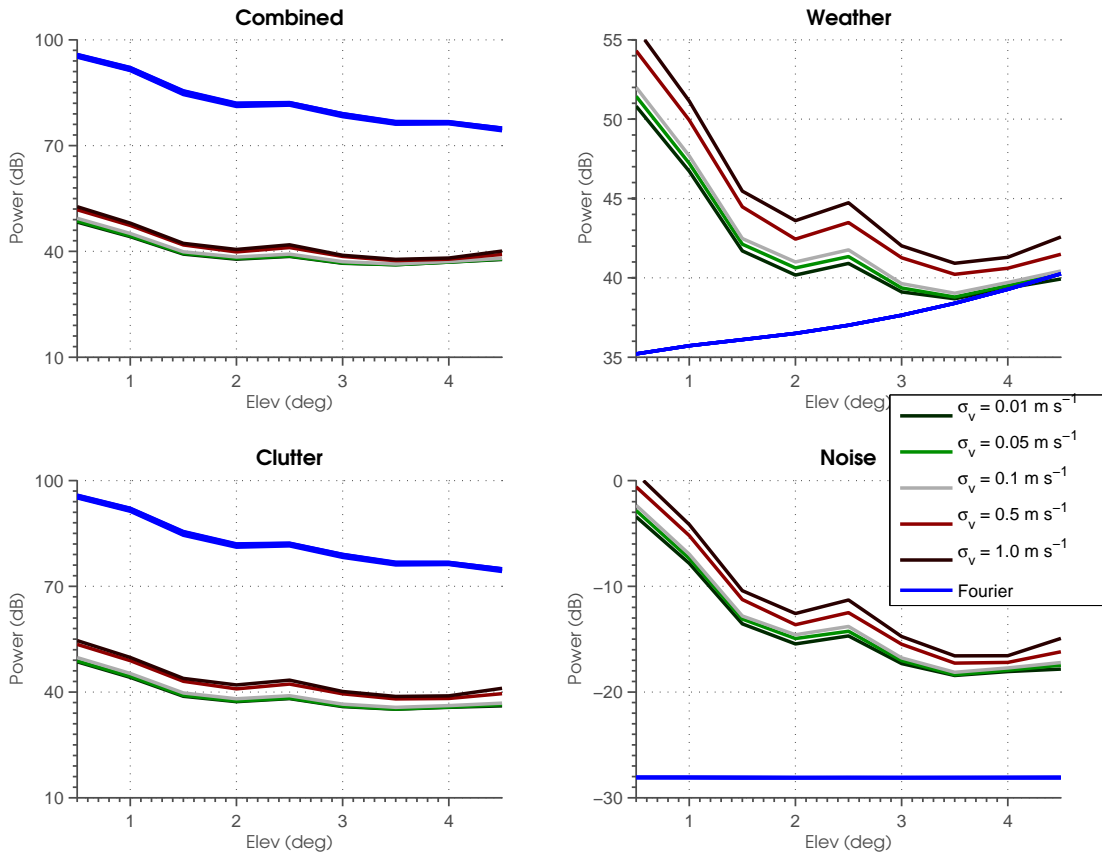 Combined
100
70
40
10
Power (dB)
1 2 3 4
Elev (deg)
Weather
55
50
45
40
35
Power (dB)
1 2 3 4
Elev (deg)
σv = 0.01 m s−1
σv = 0.05 m s−1
σv = 0.1 m s−1
σv = 0.5 m s−1
σv = 1.0 m s−1
Fourier
Clutter
100
70
40
10
Power (dB)
1 2 3 4
Elev (deg)
Noise
0
−10
−20
−30
Power (dB)
1 2 3 4
Elev (deg)